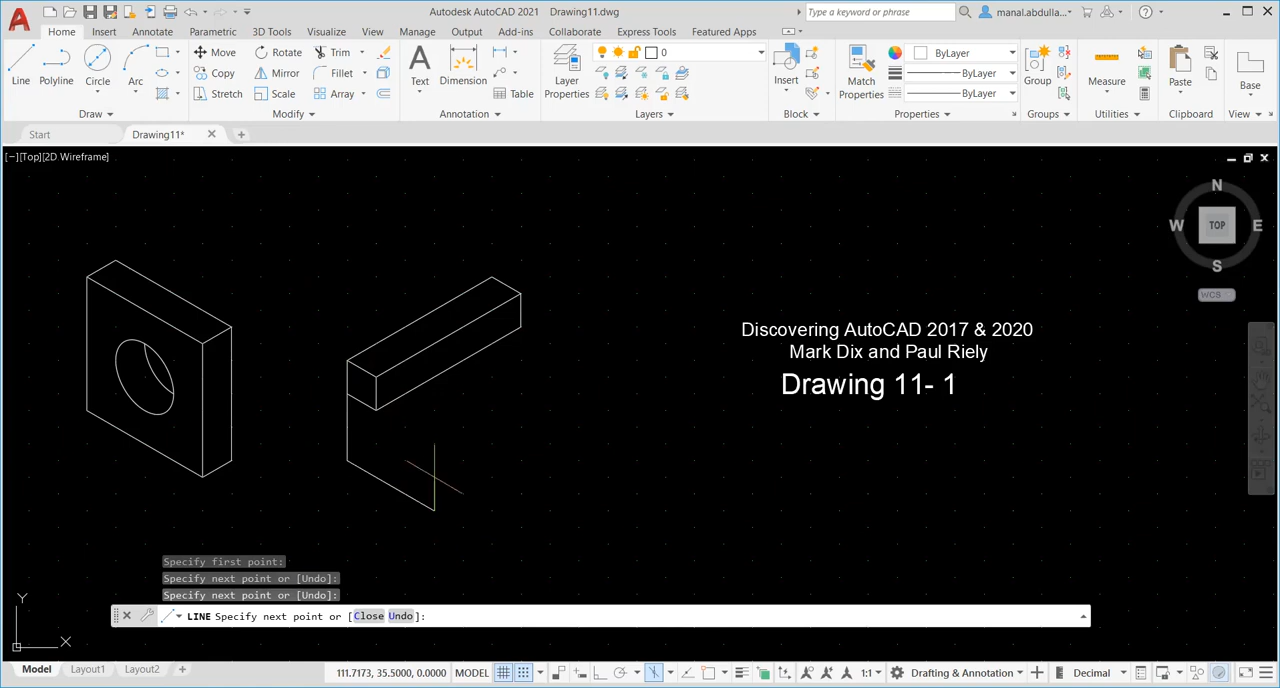 Autodesk AutoCAD 2021 Drawing11.dwg
Type a keyword or phrase
manal.abdulla...
Home Insert Annotate Parametric 3D Tools Visualize View Manage Output Add-ins Collaborate Express Tools Featured Apps
Line Polyline Circle Arc
Move Rotate Trim
Copy Mirror Fillet
Stretch Scale Array
Text Dimension Table
Layer Properties
0
Insert
Match Properties
ByLayer
ByLayer
ByLayer
Group
Measure
Paste
Base
Draw Modify Annotation Layers Block Properties Groups Utilities Clipboard View
Start Drawing11*
[−][Top][2D Wireframe]
N
W TOP E
S
WCS
Discovering AutoCAD 2017 & 2020
Mark Dix and Paul Riely
Drawing 11- 1
Specify first point:
Specify next point or [Undo]:
Specify next point or [Undo]:
LINE Specify next point or [Close Undo]:
Y
X
Model Layout1 Layout2
111.7173, 35.5000, 0.0000 MODEL 1:1 Drafting & Annotation Decimal